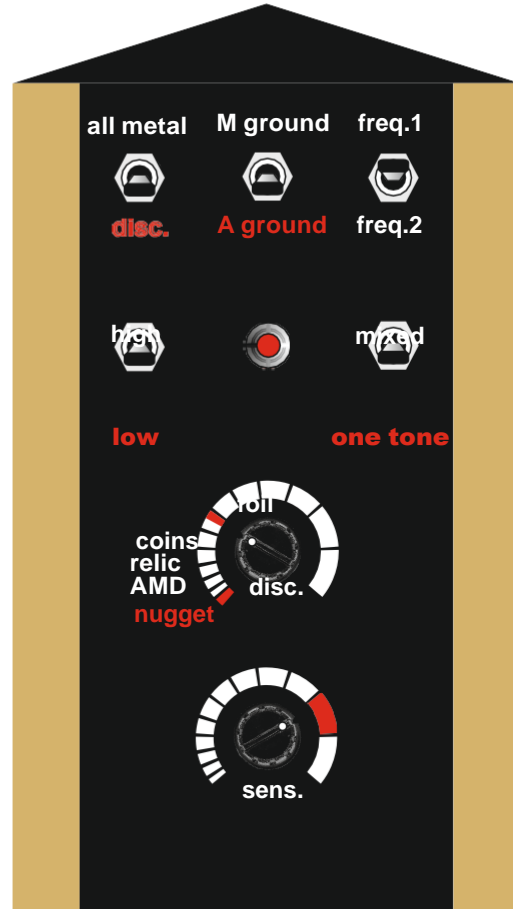 all metal M ground freq.1
disc. A ground freq.2
high mixed
low one tone
foil
coins
relic
AMD disc.
nugget
sens.